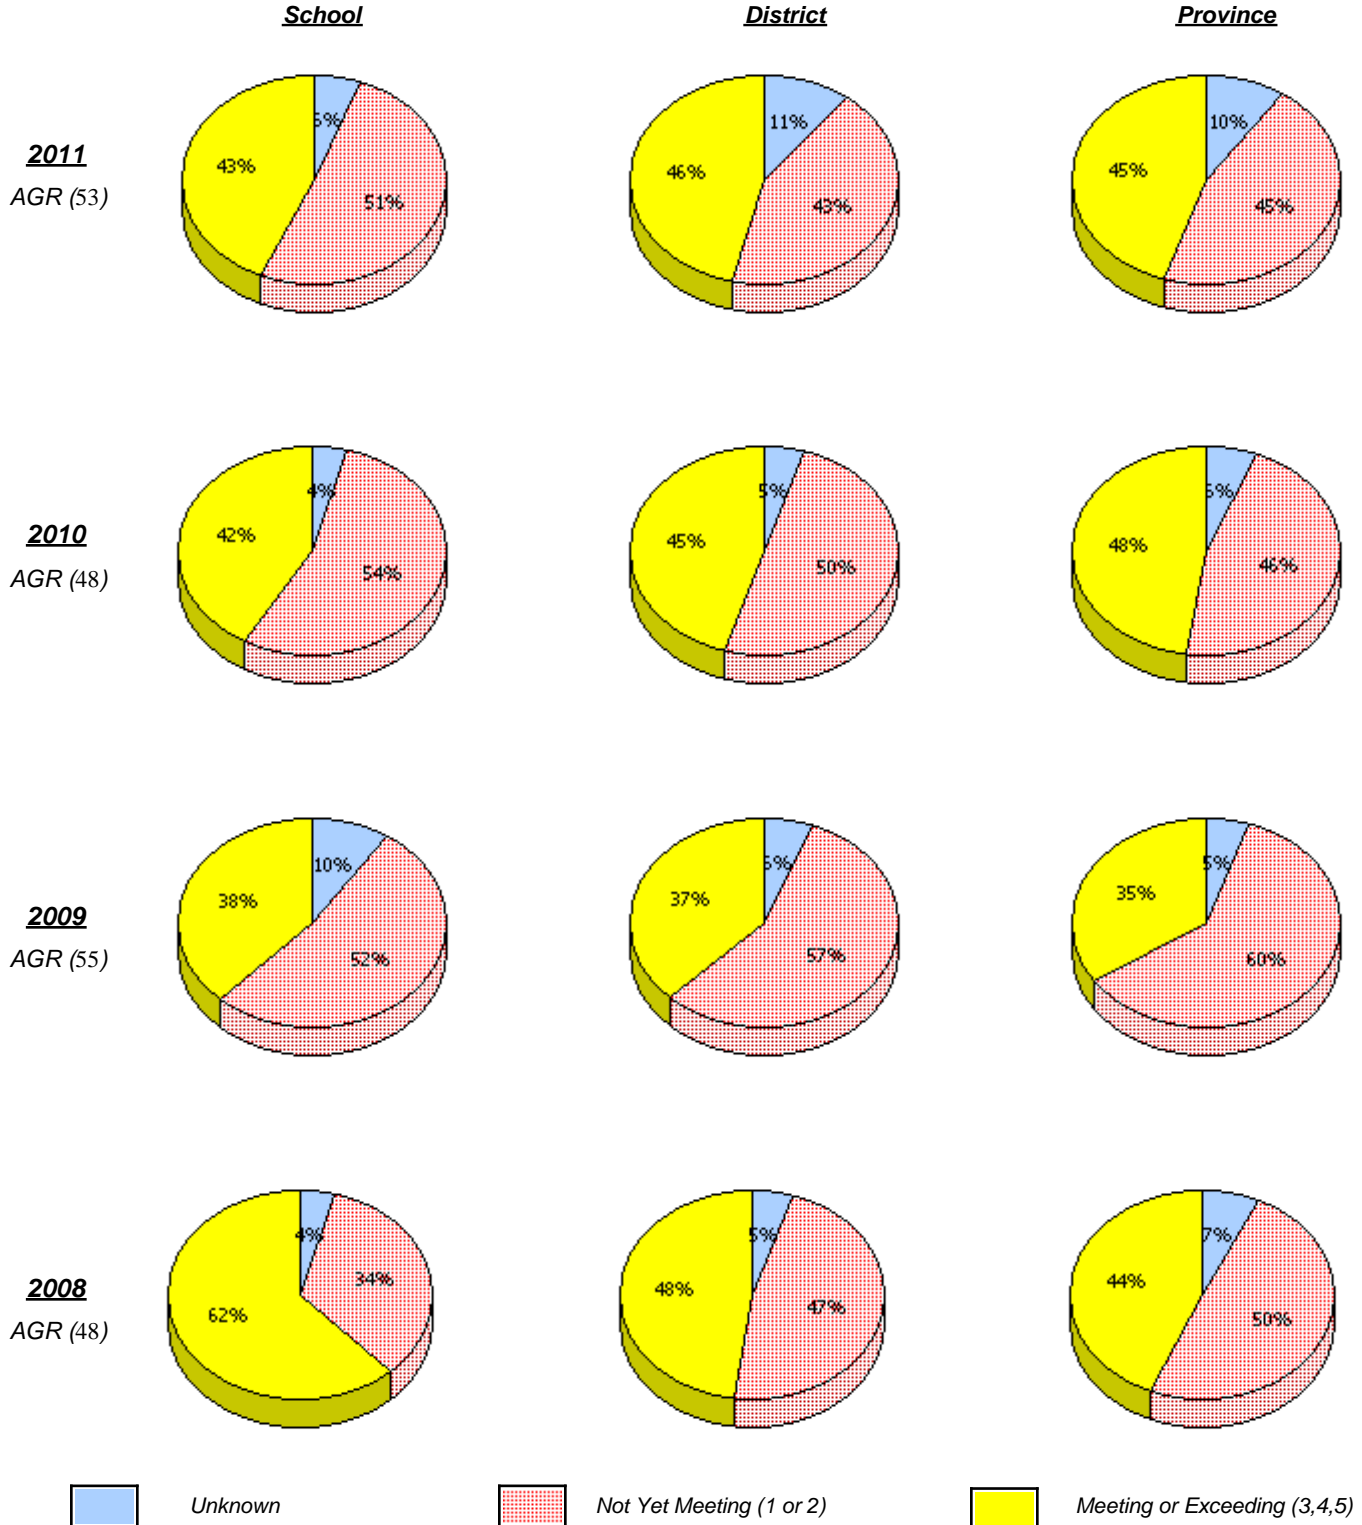 School District Province
2011
AGR (53)
43% 6% 51%
46% 11% 43%
45% 10% 45%
2010
AGR (48)
42% 4% 54%
45% 5% 50%
48% 6% 46%
2009
AGR (55)
38% 10% 52%
37% 6% 57%
35% 5% 60%
2008
AGR (48)
62% 4% 34%
48% 5% 47%
44% 7% 50%
Unknown Not Yet Meeting (1 or 2) Meeting or Exceeding (3,4,5)